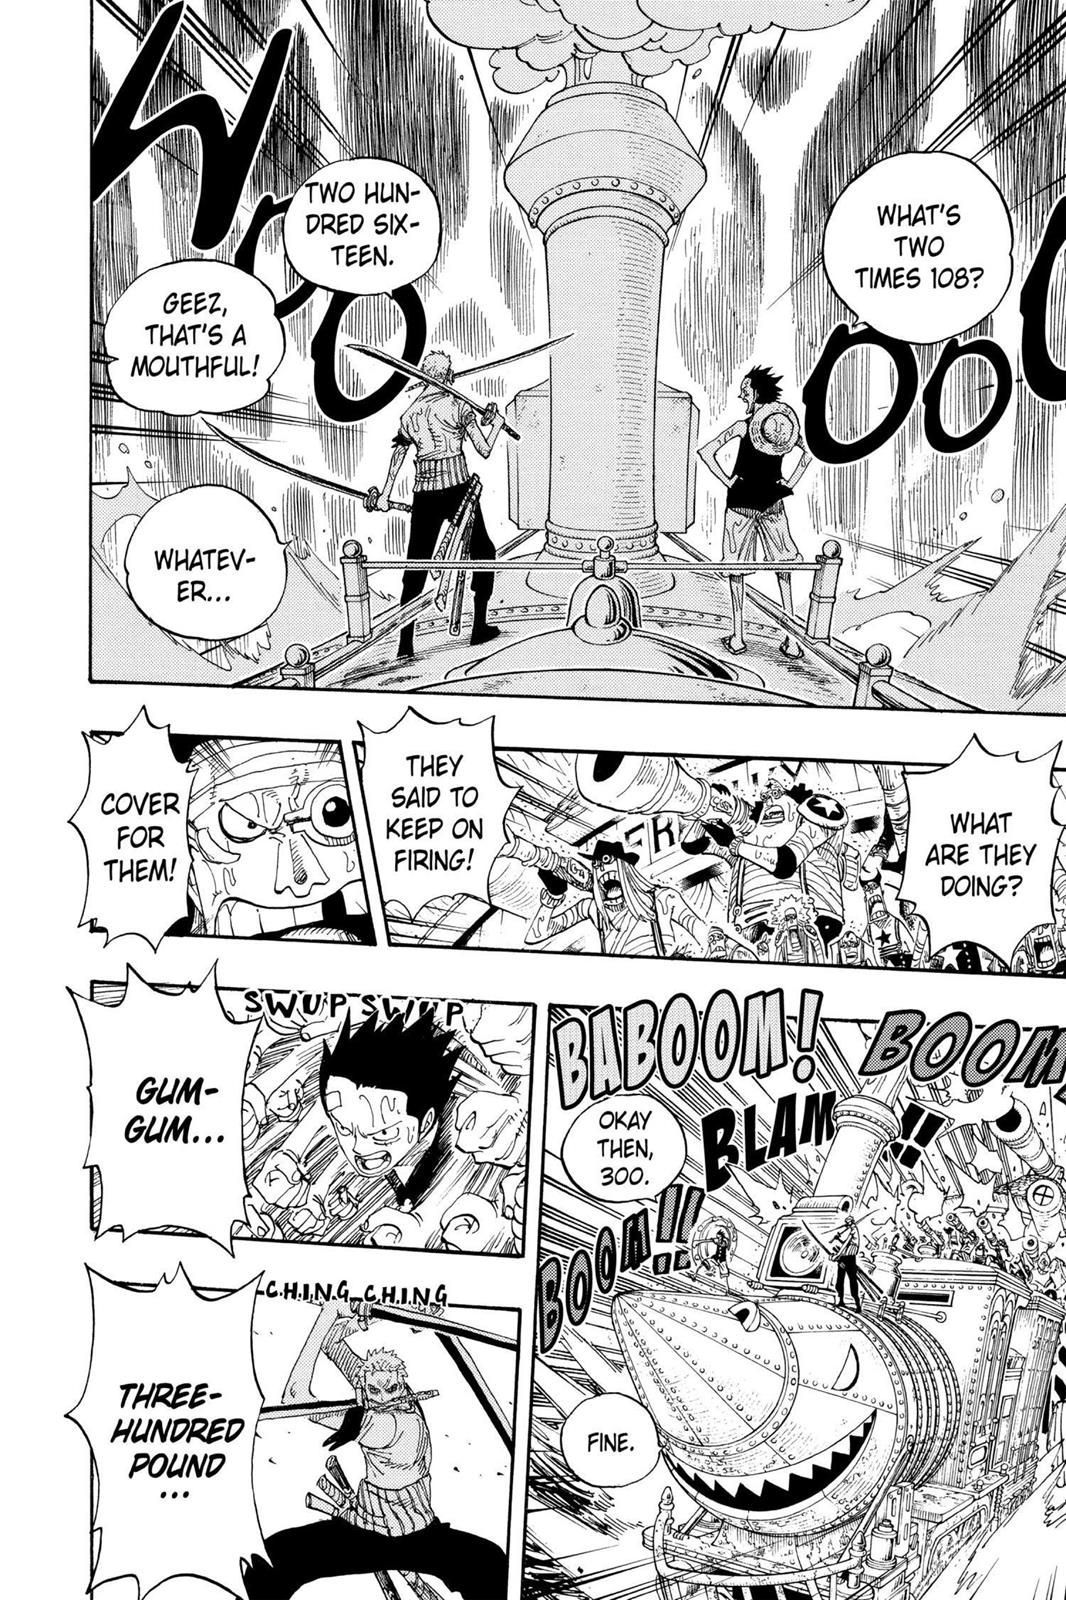 WHAT'S
TWO
TIMES 108?
TWO HUN-
DRED SIX-
TEEN.
GEEZ,
THAT'S A
MOUTHFUL!
WHATEV-
ER...
WOOO
OOO
WHAT
ARE THEY
DOING?
THEY
SAID TO
KEEP ON
FIRING!
COVER
FOR
THEM!
BOOM!!
BABOOM!
BLAM
BOOM!!
OKAY
THEN,
300.
FINE.
SWUP SWUP
GUM-
GUM...
CHING CHING
THREE-
HUNDRED
POUND
...